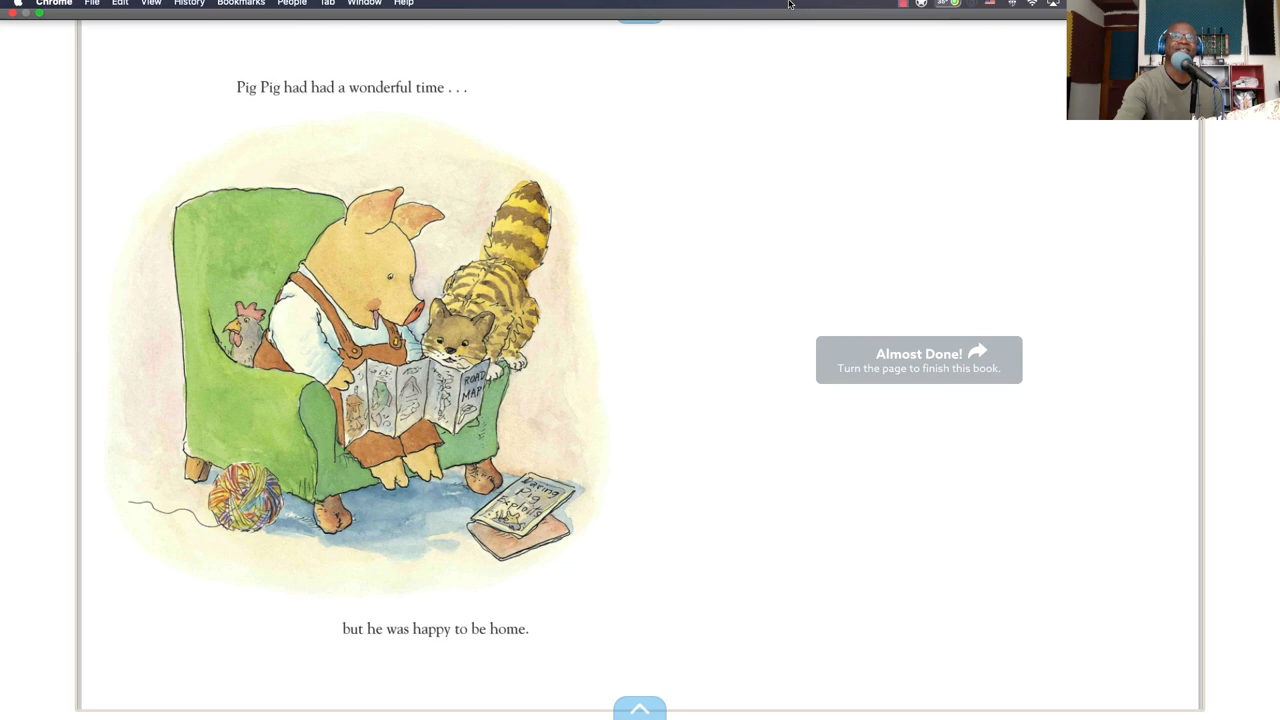 Chrome File Edit View History Bookmarks People Tab Window Help
Pig Pig had had a wonderful time . . .
ROAD
MAP
Daring
Pig
Exploits
Almost Done!
Turn the page to finish this book.
but he was happy to be home.